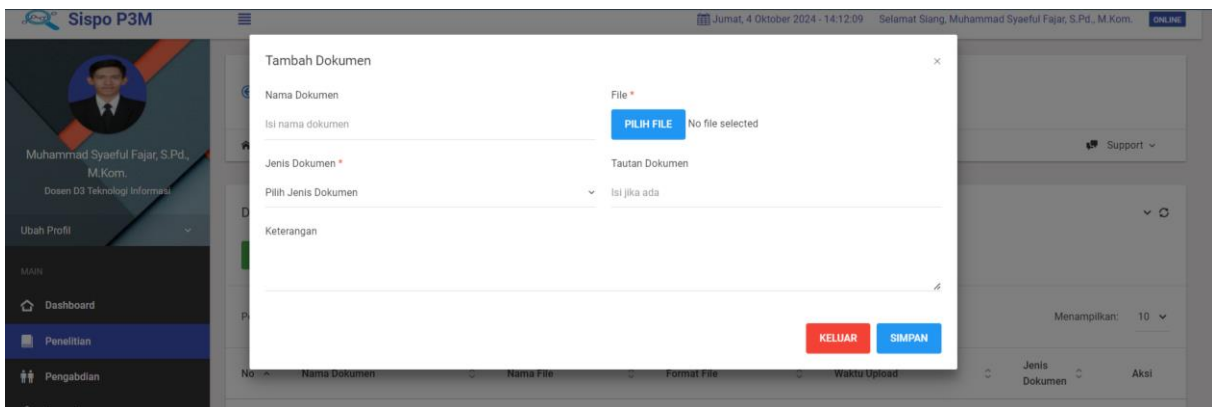 Sispo P3M
Jumat, 4 Oktober 2024 - 14:12:09 Selamat Siang, Muhammad Syaeful Fajar, S.Pd., M.Kom. ONLINE
Muhammad Syaeful Fajar, S.Pd.,
M.Kom.
Dosen D3 Teknologi Informasi
Ubah Profil
MAIN
Dashboard
Penelitian
Pengabdian
Tambah Dokumen ×
Nama Dokumen
Isi nama dokumen
File *
PILIH FILE No file selected
Jenis Dokumen *
Pilih Jenis Dokumen
Tautan Dokumen
Isi jika ada
Keterangan
KELUAR SIMPAN
Support
Menampilkan: 10
No Nama Dokumen Nama File Format File Waktu Upload Jenis
Dokumen Aksi